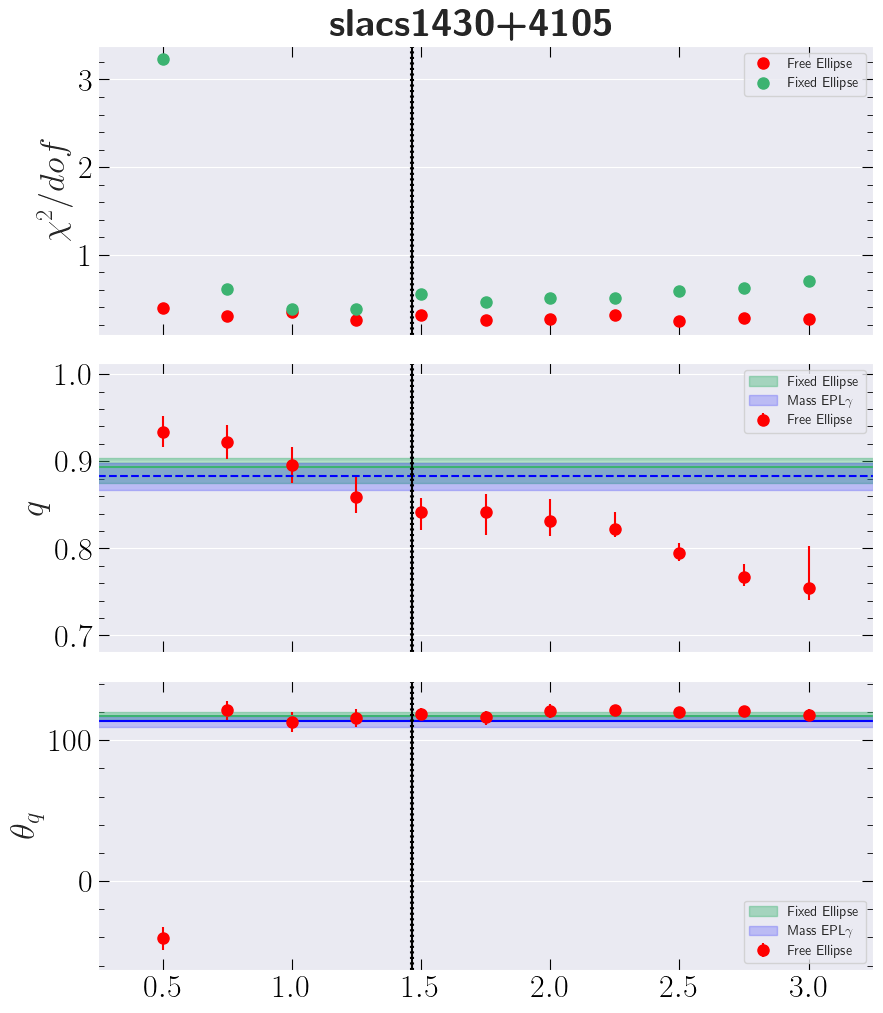 slacs1430+4105
χ²/dof
3
2
1
Free Ellipse
Fixed Ellipse
q
1.0
0.9
0.8
0.7
Fixed Ellipse
Mass EPLγ
Free Ellipse
θq
100
0
Fixed Ellipse
Mass EPLγ
Free Ellipse
0.5 1.0 1.5 2.0 2.5 3.0